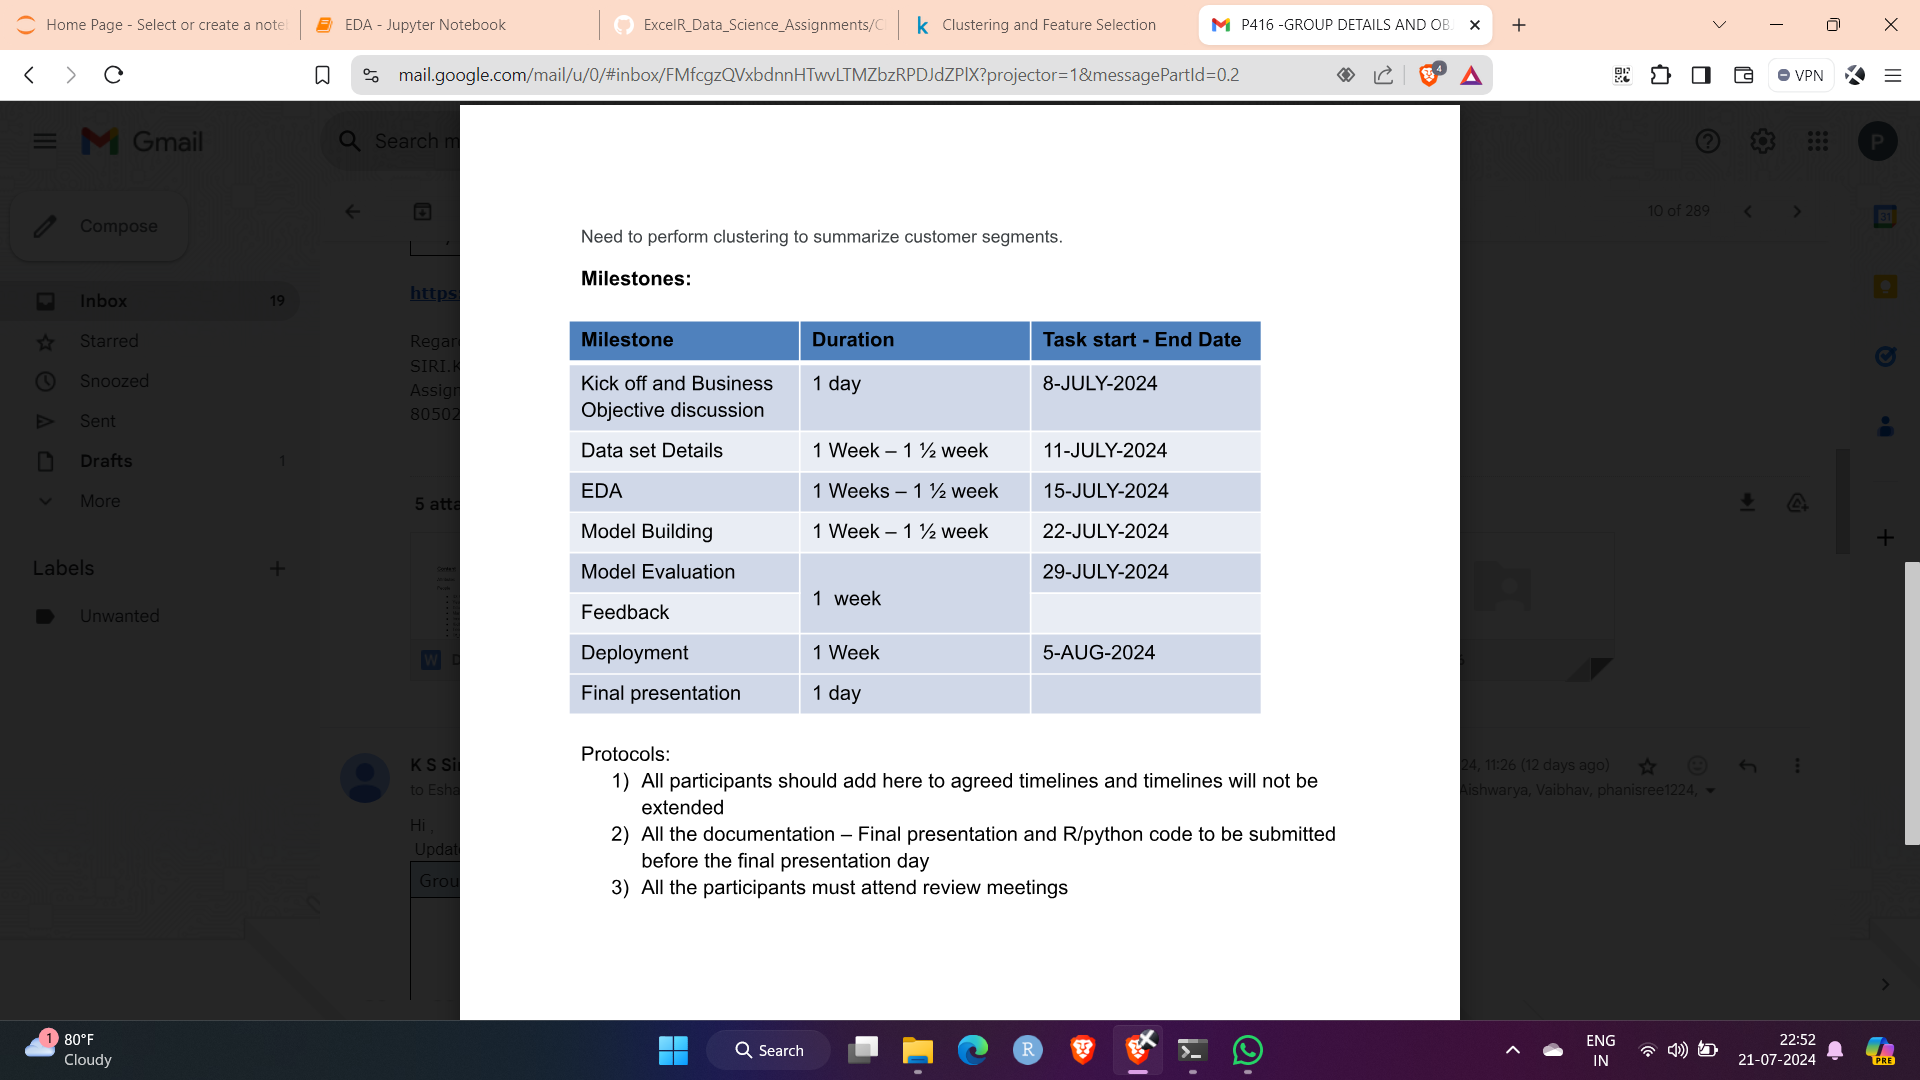 Home Page - Select or create a note
EDA - Jupyter Notebook
ExcelR_Data_Science_Assignments/C
Clustering and Feature Selection
P416 -GROUP DETAILS AND OB
mail.google.com/mail/u/0/#inbox/FMfcgzQVxbdnnHTwvLTMZbzRPDJdZPlX?projector=1&messagePartId=0.2
4
VPN
Gmail
Search m
P
Compose
10 of 289
31
Inbox 19
Starred
Snoozed
Sent
Drafts 1
More
Labels
Unwanted
https:
Regar
SIRI.K
Assign
80502
5 atta
W
K S Si
to Esha
Hi ,
Updat
Grou
24, 11:26 (12 days ago)
Aishwarya, Vaibhav, phanisree1224,
Need to perform clustering to summarize customer segments.
Milestones:
Milestone Duration Task start - End Date
Kick off and Business 1 day 8-JULY-2024
Objective discussion
Data set Details 1 Week – 1 ½ week 11-JULY-2024
EDA 1 Weeks – 1 ½ week 15-JULY-2024
Model Building 1 Week – 1 ½ week 22-JULY-2024
Model Evaluation 29-JULY-2024
1 week
Feedback
Deployment 1 Week 5-AUG-2024
Final presentation 1 day
Protocols:
1) All participants should add here to agreed timelines and timelines will not be
extended
2) All the documentation – Final presentation and R/python code to be submitted
before the final presentation day
3) All the participants must attend review meetings
1
80°F
Cloudy
Search
R
ENG
IN
22:52
21-07-2024
PRE